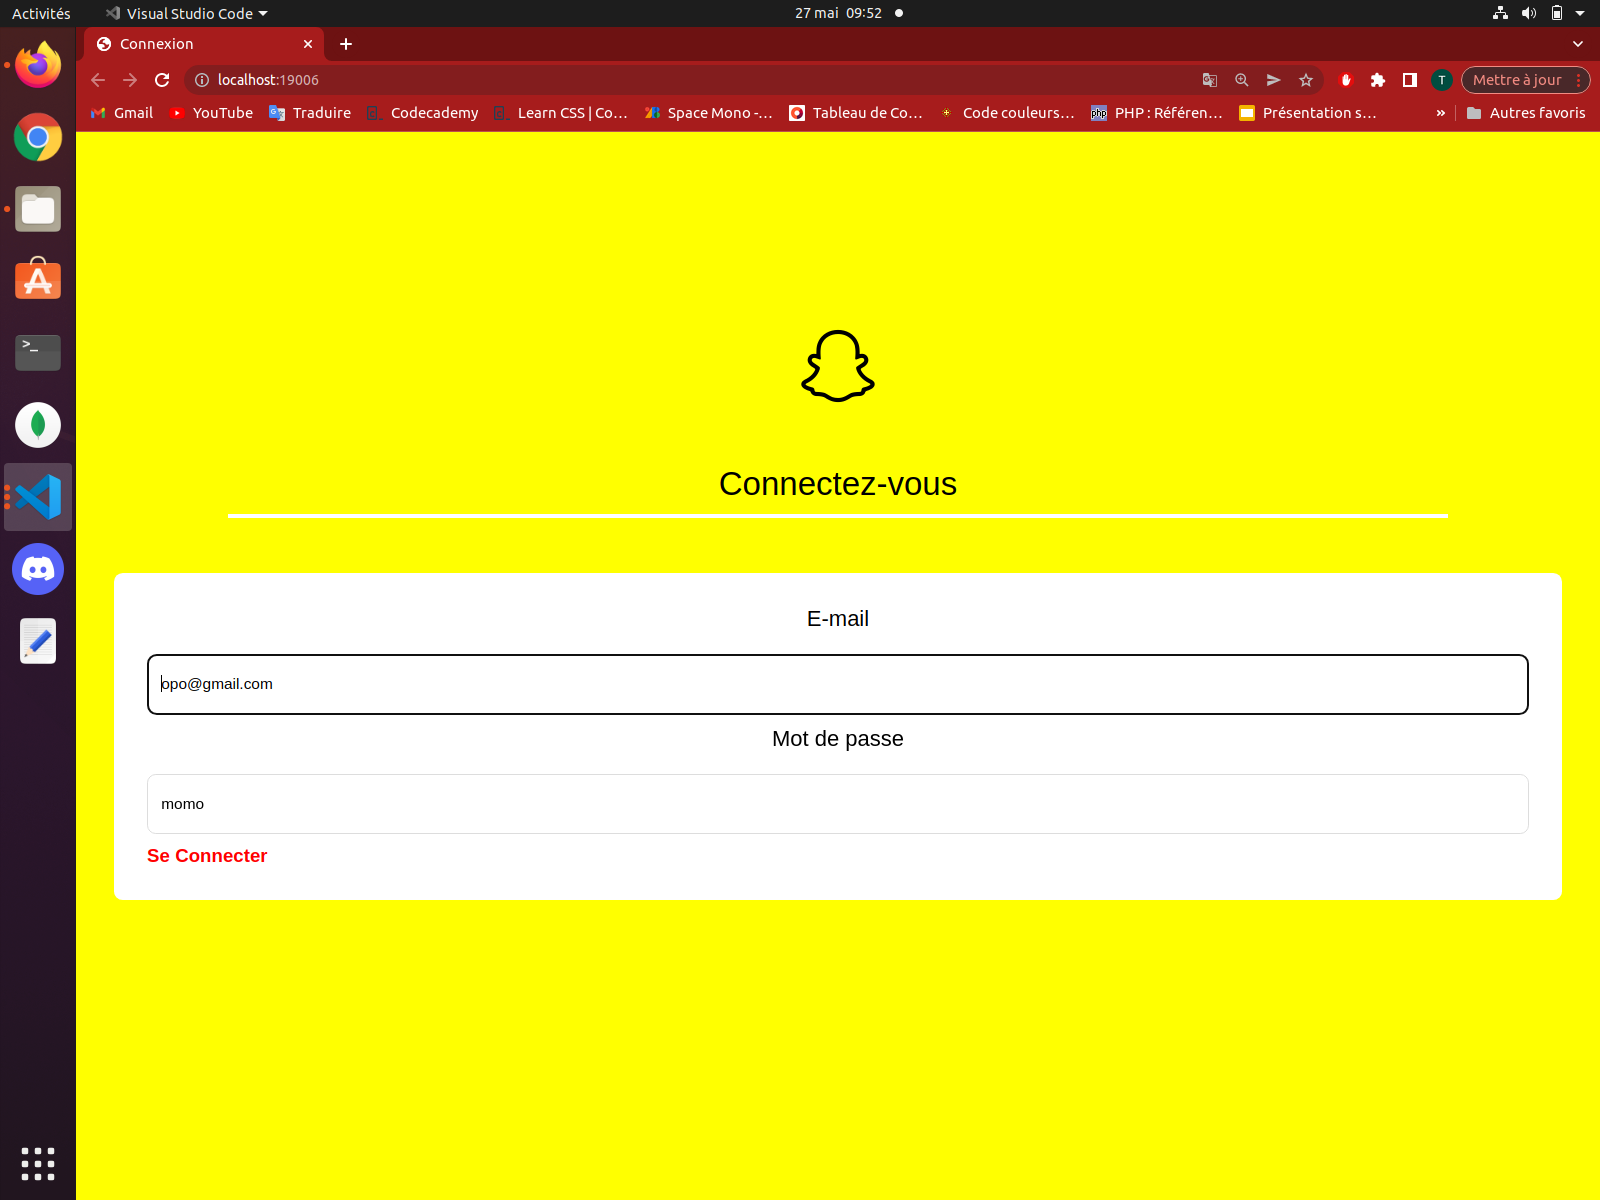 Activités
Visual Studio Code
27 mai 09:52
Connexion
localhost:19006
T
Mettre à jour
Gmail
YouTube
Traduire
Codecademy
Learn CSS | Co...
Space Mono -...
Tableau de Co...
Code couleurs...
php
PHP : Référen...
Présentation s...
»
Autres favoris
>_
Connectez-vous
E-mail
opo@gmail.com
Mot de passe
momo
Se Connecter